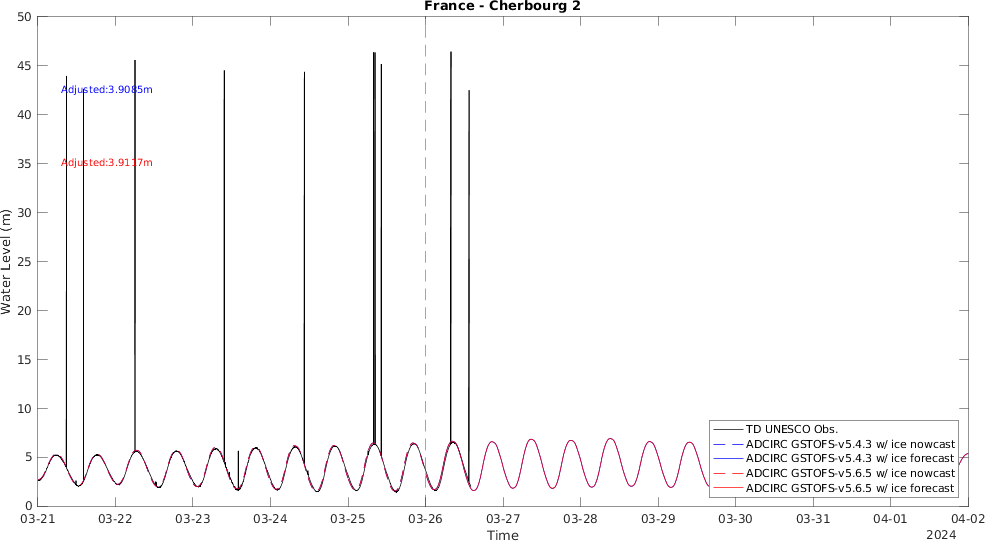 France - Cherbourg 2
50
45
40
35
30
25
20
15
10
5
0
Water Level (m)
Adjusted:3.9085m
Adjusted:3.9117m
TD UNESCO Obs.
ADCIRC GSTOFS-v5.4.3 w/ ice nowcast
ADCIRC GSTOFS-v5.4.3 w/ ice forecast
ADCIRC GSTOFS-v5.6.5 w/ ice nowcast
ADCIRC GSTOFS-v5.6.5 w/ ice forecast
03-21 03-22 03-23 03-24 03-25 03-26 03-27 03-28 03-29 03-30 03-31 04-01 04-02
Time
2024